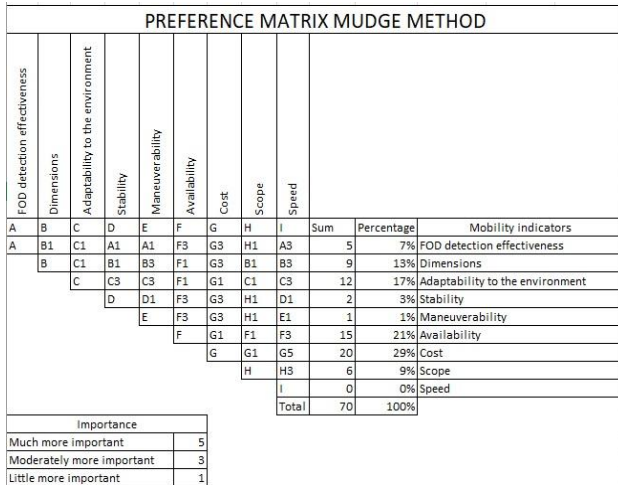 PREFERENCE MATRIX MUDGE METHOD
FOD detection effectiveness
Dimensions
Adaptability to the environment
Stability
Maneuverability
Availability
Cost
Scope
Speed
A B C D E F G H I Sum Percentage Mobility indicators
A B1 C1 A1 A1 F3 G3 H1 A3 5 7% FOD detection effectiveness
B C1 B1 B3 F1 G3 B1 B3 9 13% Dimensions
C C3 C3 F1 G1 C1 C3 12 17% Adaptability to the environment
D D1 F3 G3 H1 D1 2 3% Stability
E F3 G3 H1 E1 1 1% Maneuverability
F G1 F1 F3 15 21% Availability
G G1 G5 20 29% Cost
H H3 6 9% Scope
I 0 0% Speed
Total 70 100%
Importance
Much more important 5
Moderately more important 3
Little more important 1